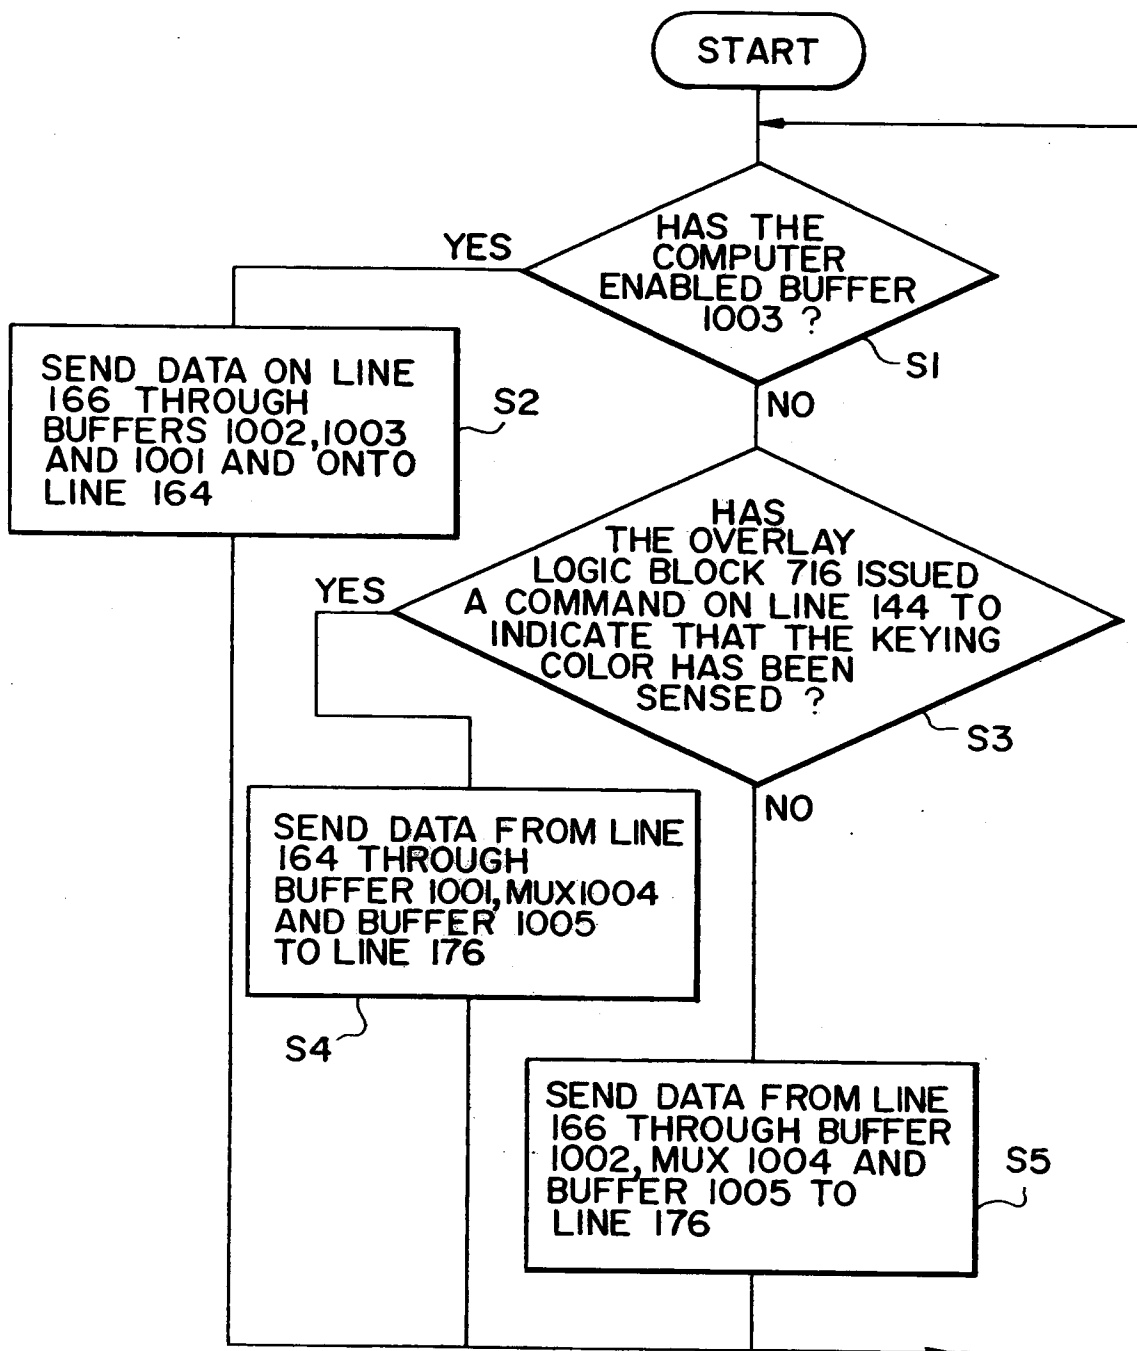 START
HAS THE
COMPUTER
ENABLED BUFFER
1003 ?
YES
S1
NO
SEND DATA ON LINE
166 THROUGH
BUFFERS 1002,1003
AND 1001 AND ONTO
LINE 164
S2
HAS
THE OVERLAY
LOGIC BLOCK 716 ISSUED
A COMMAND ON LINE 144 TO
INDICATE THAT THE KEYING
COLOR HAS BEEN
SENSED ?
YES
S3
NO
SEND DATA FROM LINE
164 THROUGH
BUFFER 1001, MUX1004
AND BUFFER 1005
TO LINE 176
S4
SEND DATA FROM LINE
166 THROUGH BUFFER
1002, MUX 1004 AND
BUFFER 1005 TO
LINE 176
S5